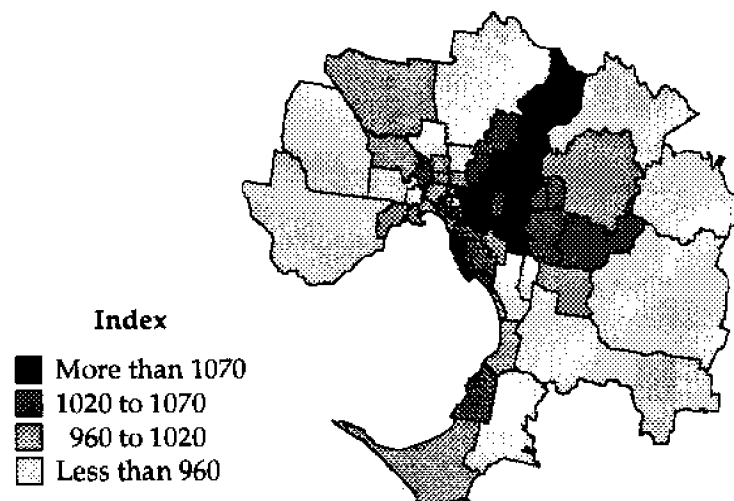 Index
More than 1070
1020 to 1070
960 to 1020
Less than 960